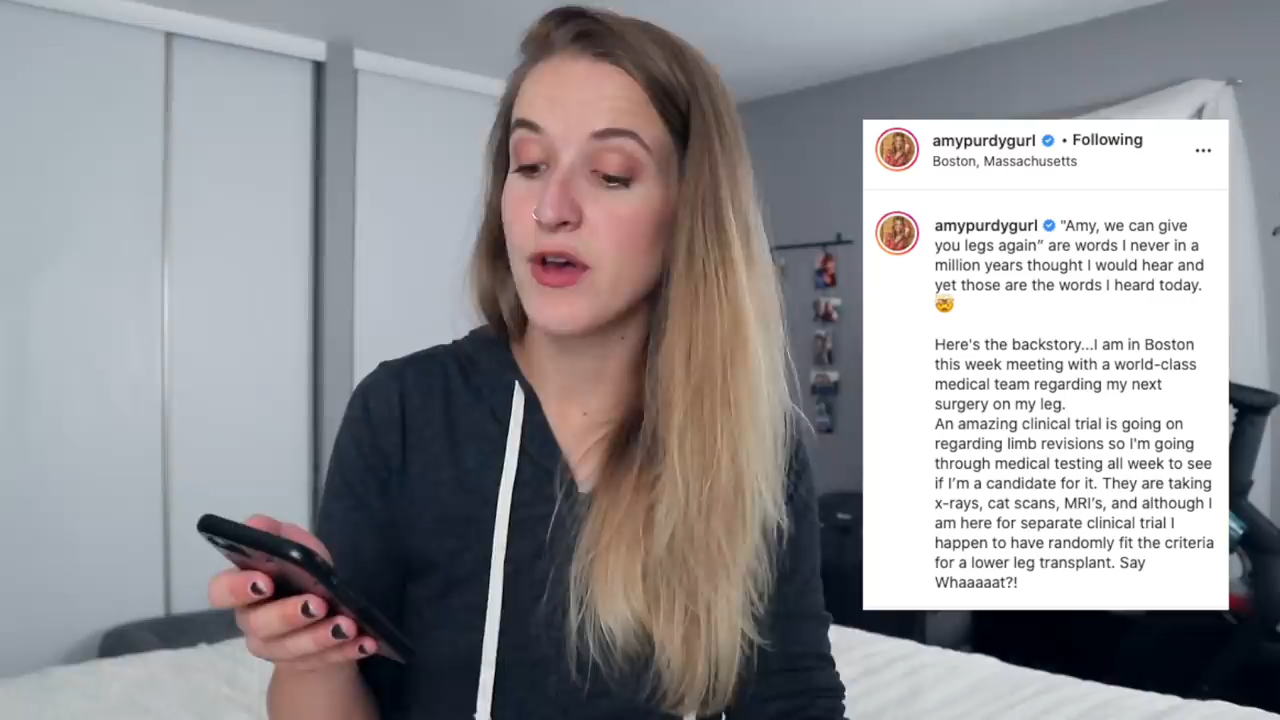 amypurdygurl • Following
Boston, Massachusetts
amypurdygurl "Amy, we can give
you legs again” are words I never in a
million years thought I would hear and
yet those are the words I heard today.
🤯
Here's the backstory...I am in Boston
this week meeting with a world-class
medical team regarding my next
surgery on my leg.
An amazing clinical trial is going on
regarding limb revisions so I'm going
through medical testing all week to see
if I’m a candidate for it. They are taking
x-rays, cat scans, MRI’s, and although I
am here for separate clinical trial I
happen to have randomly fit the criteria
for a lower leg transplant. Say
Whaaaaat?!